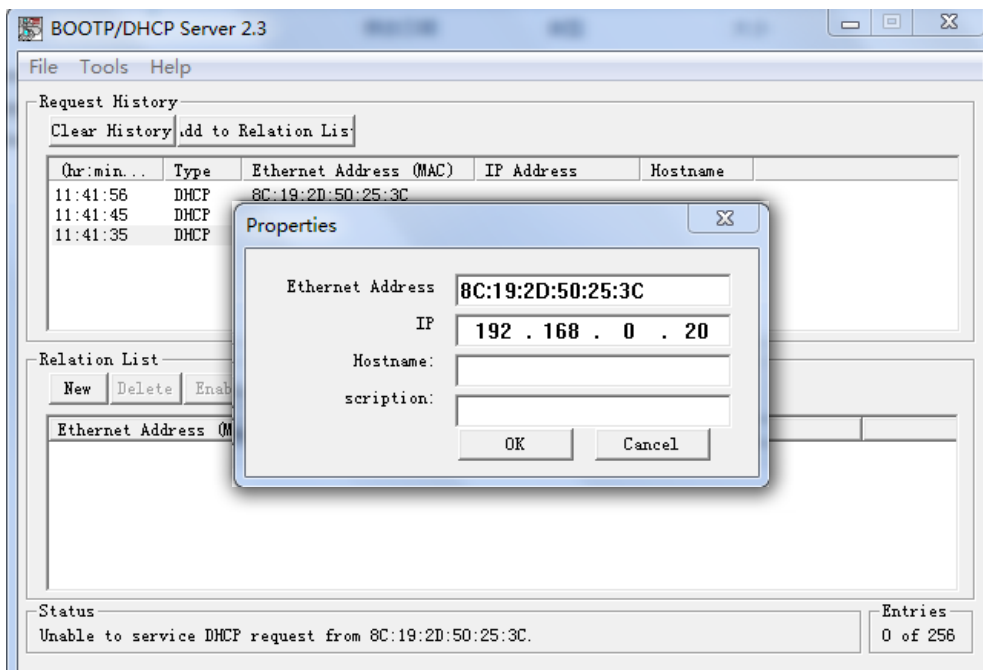 BOOTP/DHCP Server 2.3
File Tools Help
Request History
Clear History dd to Relation Lis
(hr:min... Type Ethernet Address (MAC) IP Address Hostname
11:41:56 DHCP 8C:19:2D:50:25:3C
11:41:45 DHCP
11:41:35 DHCP
Properties
Ethernet Address 8C:19:2D:50:25:3C
IP 192 . 168 . 0 . 20
Hostname:
scription:
OK Cancel
Relation List
New Delete Enab
Ethernet Address (M
Status
Unable to service DHCP request from 8C:19:2D:50:25:3C.
Entries
0 of 256